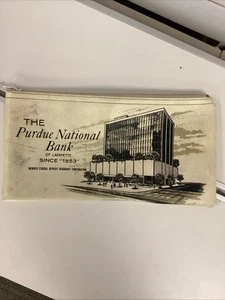 THE
Purdue National
Bank
OF LAFAYETTE
SINCE "1853"
MEMBER FEDERAL DEPOSIT INSURANCE CORPORATION